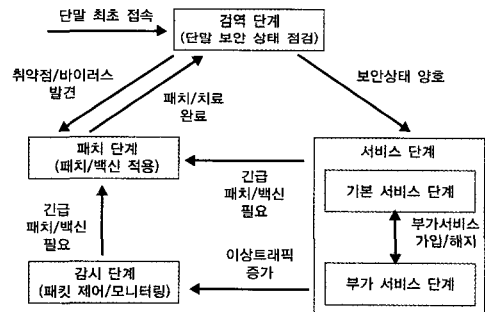 단말 최초 접속
검역 단계
(단말 보안 상태 점검)
취약점/바이러스
발견
패치/치료
완료
보안상태 양호
패치 단계
(패치/백신 적용)
긴급
패치/백신
필요
서비스 단계
기본 서비스 단계
부가서비스
가입/해지
부가 서비스 단계
긴급
패치/백신
필요
감시 단계
(패킷 제어/모니터링)
이상트래픽
증가